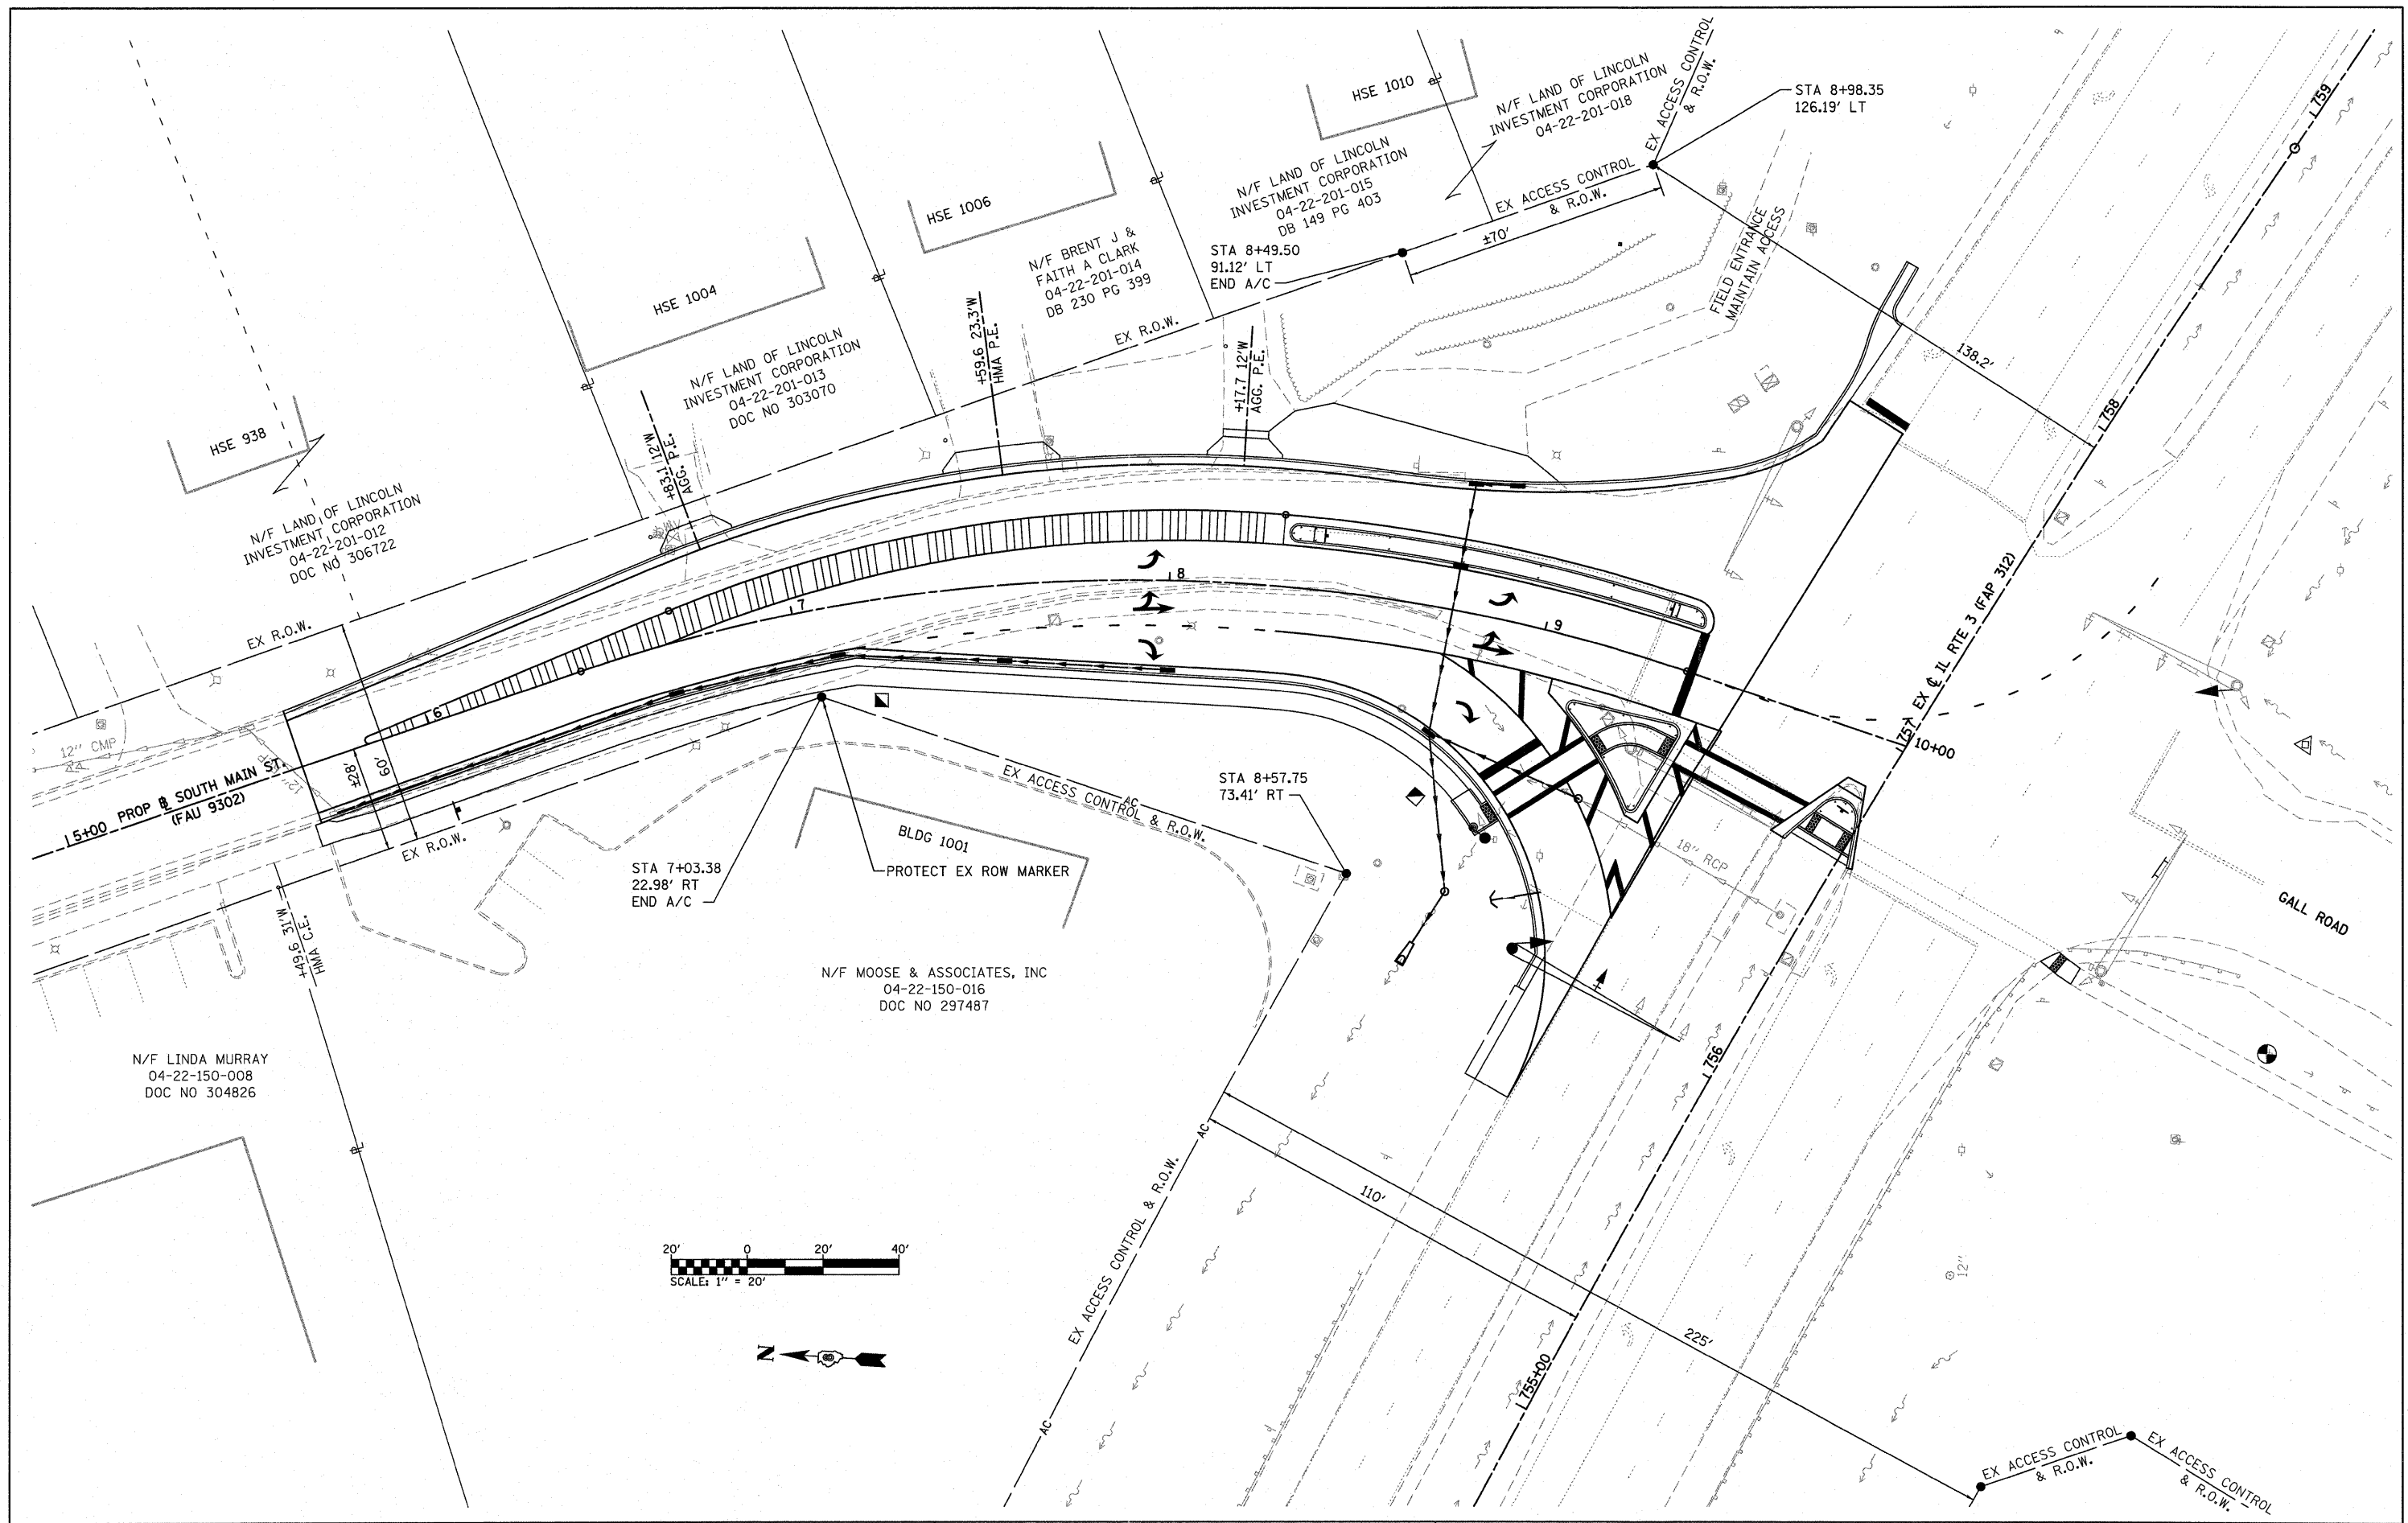 HSE 1010
N/F LAND OF LINCOLN
INVESTMENT CORPORATION
04-22-201-018
EX ACCESS CONTROL
& R.O.W.
STA 8+98.35
126.19' LT
759
N/F LAND OF LINCOLN
INVESTMENT CORPORATION
04-22-201-015
DB 149 PG 403
EX ACCESS CONTROL
& R.O.W.
±70'
HSE 1006
N/F BRENT J &
FAITH A CLARK
04-22-201-014
DB 230 PG 399
STA 8+49.50
91.12' LT
END A/C
FIELD ENTRANCE
MAINTAIN ACCESS
HSE 1004
N/F LAND OF LINCOLN
INVESTMENT CORPORATION
04-22-201-013
DOC NO 303070
+59.6 23.3'W
HMA P.E.
EX R.O.W.
+17.7 12'W
AGG. P.E.
138.2'
758
HSE 938
+83.1 12'W
AGG. P.E.
N/F LAND OF LINCOLN
INVESTMENT CORPORATION
04-22-201-012
DOC NO 306722
EX R.O.W.
6
7
8
9
10+00
757 EX ℄ IL RTE 3 (FAP 312)
12" CMP
12"
5+00 PROP ℄ SOUTH MAIN ST.
(FAU 9302)
±28'
60'
EX R.O.W.
EX ACCESS CONTROL & R.O.W.
AC
STA 8+57.75
73.41' RT
BLDG 1001
STA 7+03.38
22.98' RT
END A/C
PROTECT EX ROW MARKER
18" RCP
GALL ROAD
+49.6 31'W
HMA C.E.
N/F MOOSE & ASSOCIATES, INC
04-22-150-016
DOC NO 297487
N/F LINDA MURRAY
04-22-150-008
DOC NO 304826
756
AC
EX ACCESS CONTROL & R.O.W.
AC
110'
225'
12"
755+00
20' 0 20' 40'
SCALE: 1" = 20'
N
EX ACCESS CONTROL
& R.O.W.
EX ACCESS CONTROL
& R.O.W.